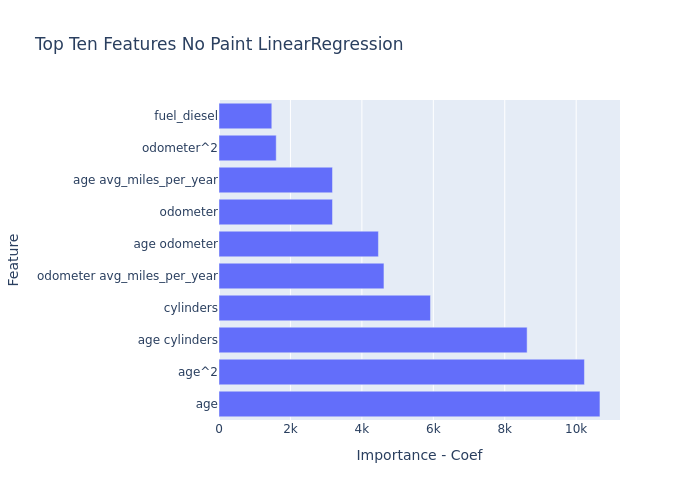 Top Ten Features No Paint LinearRegression
fuel_diesel
odometer^2
age avg_miles_per_year
odometer
age odometer
odometer avg_miles_per_year
cylinders
age cylinders
age^2
age
Feature
0 2k 4k 6k 8k 10k
Importance - Coef